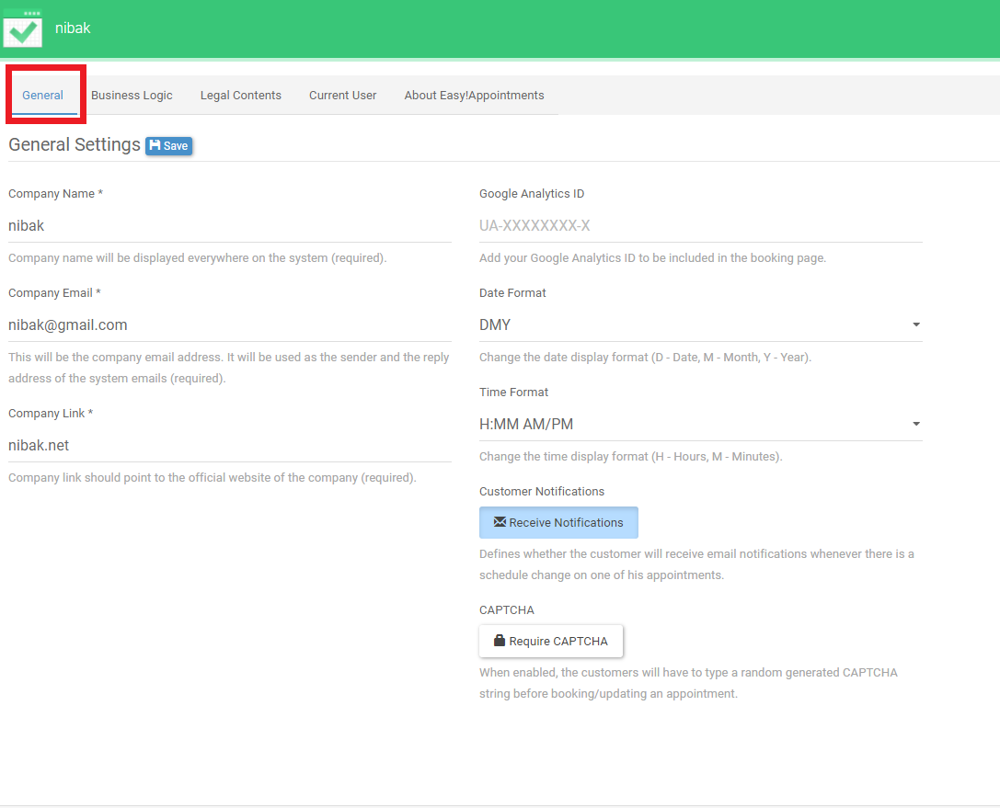 nibak
General Business Logic Legal Contents Current User About Easy!Appointments
General Settings Save
Company Name *
nibak
Company name will be displayed everywhere on the system (required).
Company Email *
nibak@gmail.com
This will be the company email address. It will be used as the sender and the reply
address of the system emails (required).
Company Link *
nibak.net
Company link should point to the official website of the company (required).
Google Analytics ID
UA-XXXXXXXX-X
Add your Google Analytics ID to be included in the booking page.
Date Format
DMY
Change the date display format (D - Date, M - Month, Y - Year).
Time Format
H:MM AM/PM
Change the time display format (H - Hours, M - Minutes).
Customer Notifications
Receive Notifications
Defines whether the customer will receive email notifications whenever there is a
schedule change on one of his appointments.
CAPTCHA
Require CAPTCHA
When enabled, the customers will have to type a random generated CAPTCHA
string before booking/updating an appointment.